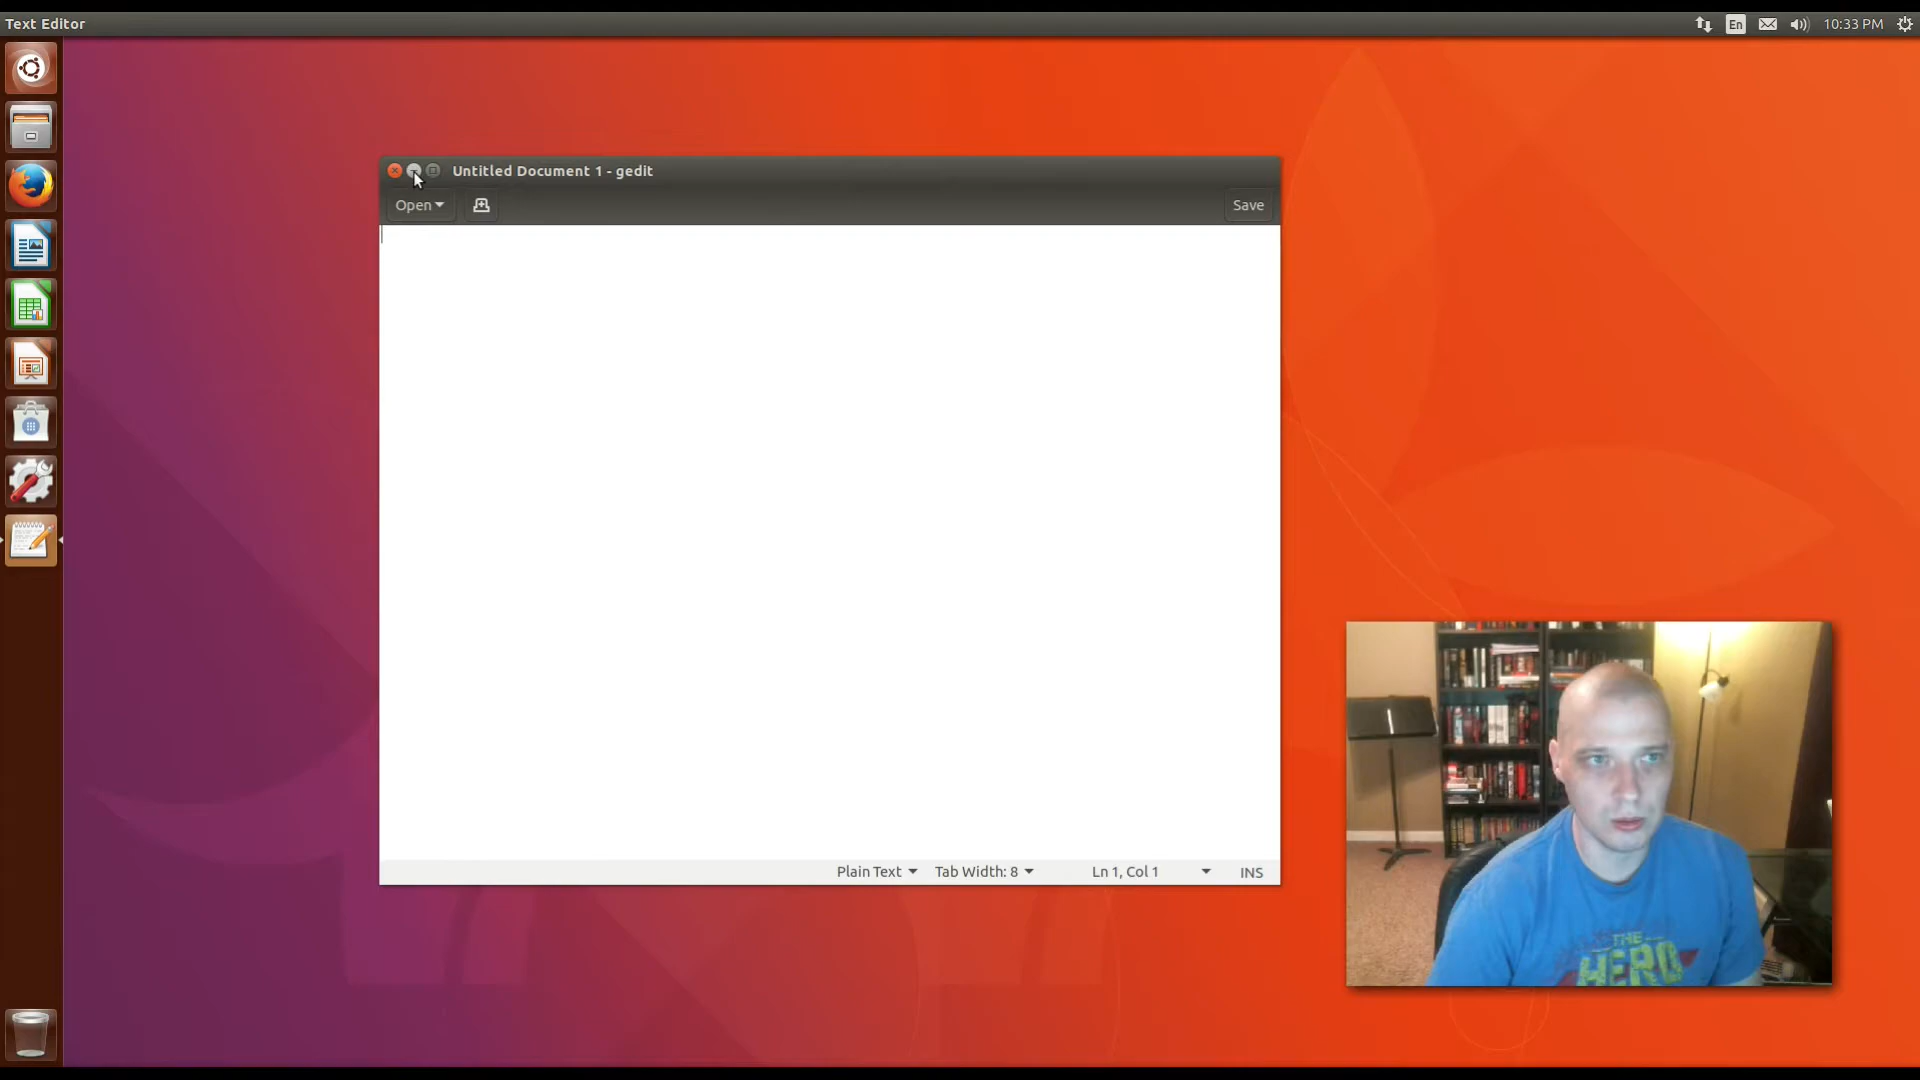 Text Editor
En
10:33 PM
Untitled Document 1 - gedit
Open
Save
Plain Text
Tab Width: 8
Ln 1, Col 1
INS
THE
HERO